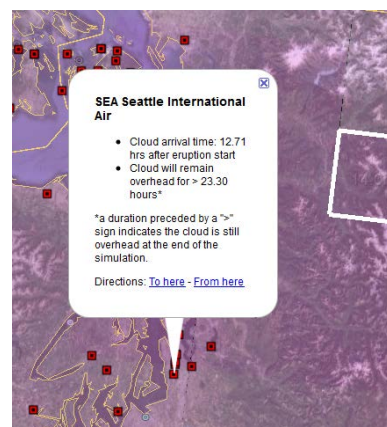 SEA Seattle International
Air
• Cloud arrival time: 12.71
hrs after eruption start
• Cloud will remain
overhead for > 23.30
hours*
*a duration preceded by a ">"
sign indicates the cloud is still
overhead at the end of the
simulation.
Directions: To here - From here